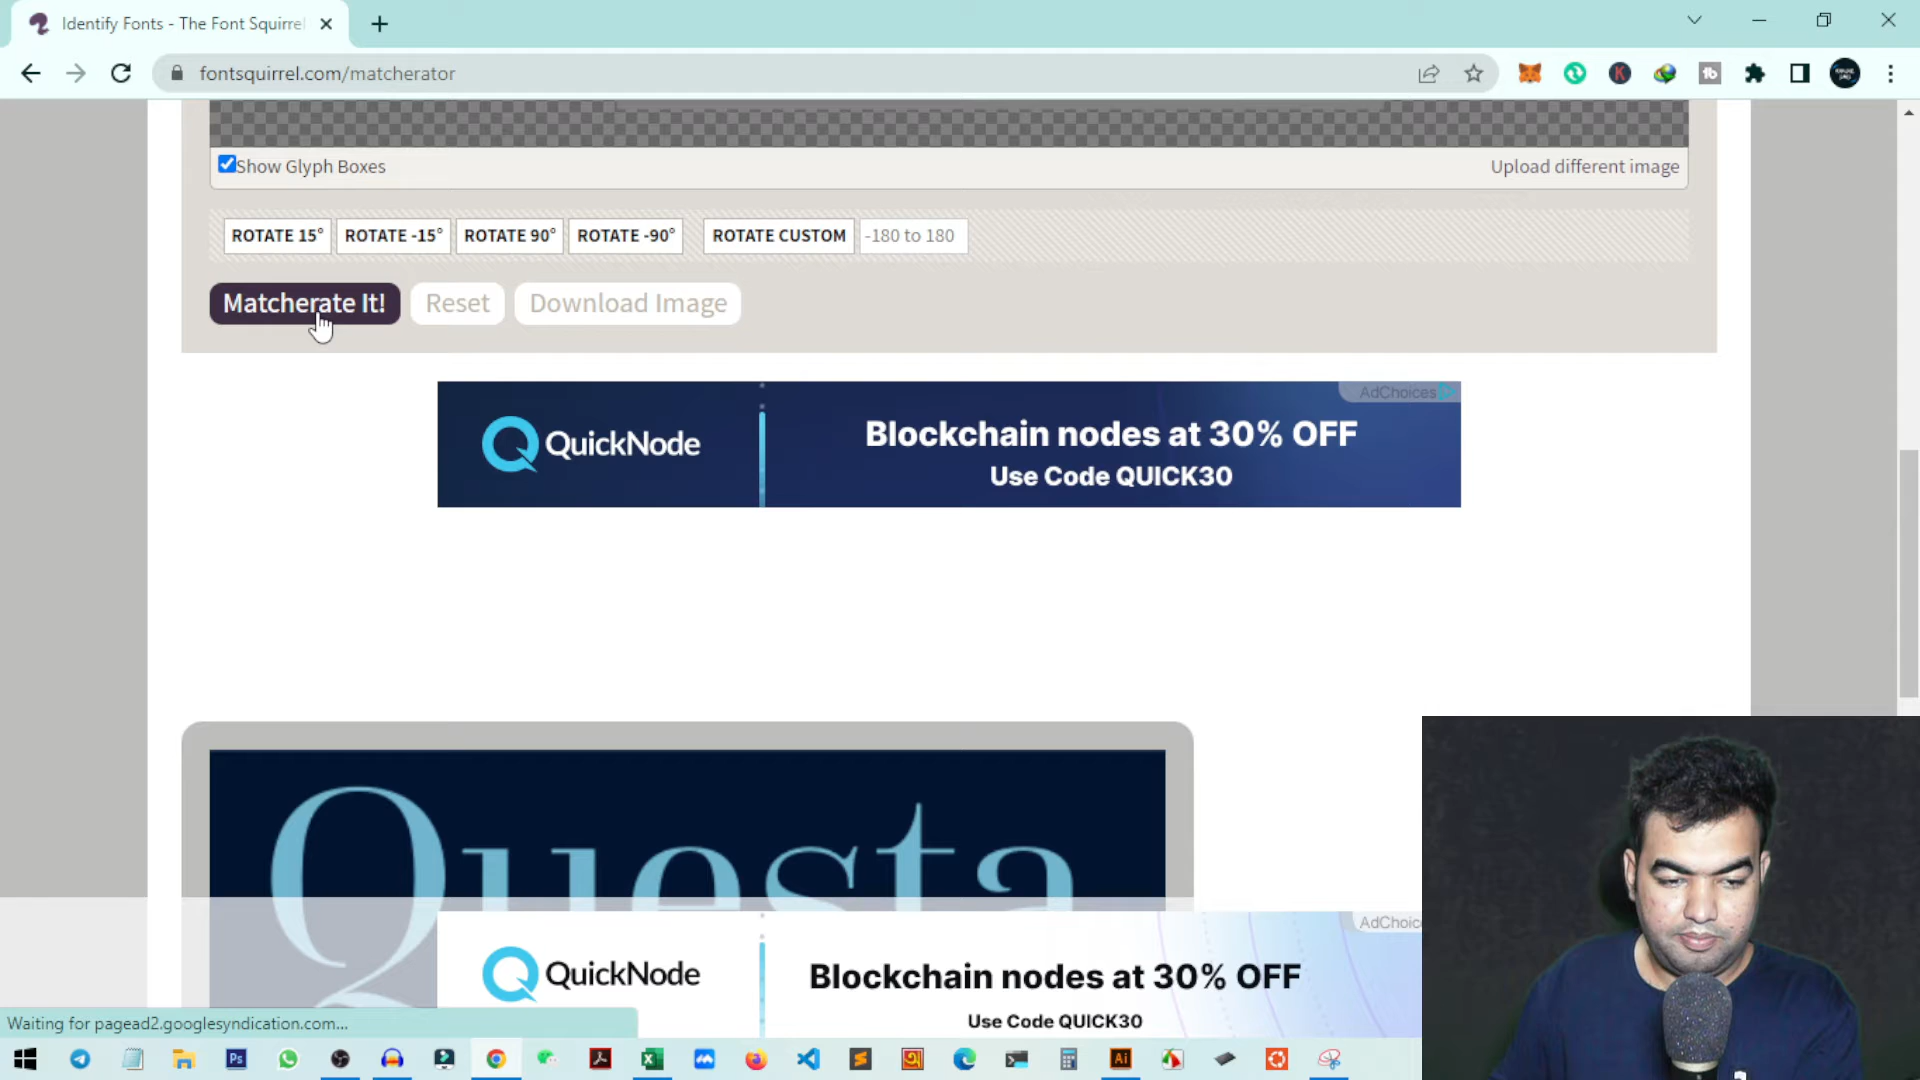 Identify Fonts - The Font Squirre
fontsquirrel.com/matcherator
Show Glyph Boxes
Upload different image
ROTATE 15° ROTATE -15° ROTATE 90° ROTATE -90° ROTATE CUSTOM -180 to 180
Matcherate It! Reset Download Image
AdChoices
QuickNode
Blockchain nodes at 30% OFF
Use Code QUICK30
Questa
AdChoic
QuickNode
Blockchain nodes at 30% OFF
Use Code QUICK30
Waiting for pagead2.googlesyndication.com...